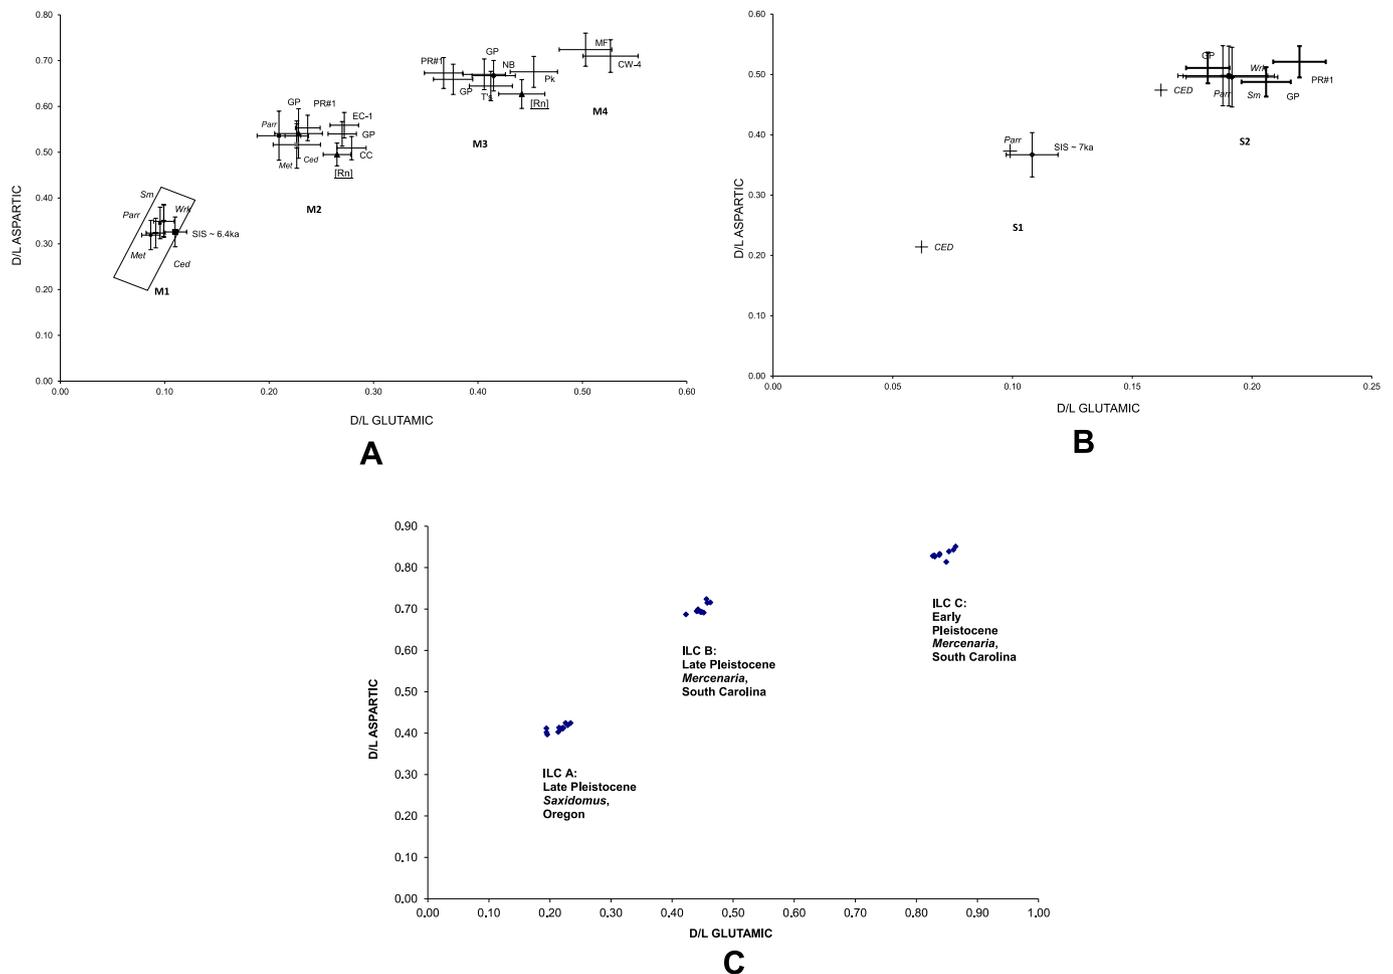 0.80
0.70
0.60
0.50
0.40
0.30
0.20
0.10
0.00
D/L ASPARTIC
0.00 0.10 0.20 0.30 0.40 0.50 0.60
D/L GLUTAMIC
MF
CW-4
M4
PR#1
GP
NB
Pk
GP
T's
[Rn]
M3
GP
PR#1
Parr
EC-1
GP
Met
Ced
CC
[Rn]
M2
Sm
Parr
Wrk
SIS ~ 6.4ka
Met
Ced
M1
A
0.60
0.50
0.40
0.30
0.20
0.10
0.00
D/L ASPARTIC
0.00 0.05 0.10 0.15 0.20 0.25
D/L GLUTAMIC
GP
Wrk
PR#1
CED
Parr
Sm
GP
S2
Parr
SIS ~ 7ka
S1
CED
B
0.90
0.80
0.70
0.60
0.50
0.40
0.30
0.20
0.10
0.00
D/L ASPARTIC
0.00 0.10 0.20 0.30 0.40 0.50 0.60 0.70 0.80 0.90 1.00
D/L GLUTAMIC
ILC C:
Early
Pleistocene
Mercenaria,
South Carolina
ILC B:
Late Pleistocene
Mercenaria,
South Carolina
ILC A:
Late Pleistocene
Saxidomus,
Oregon
C